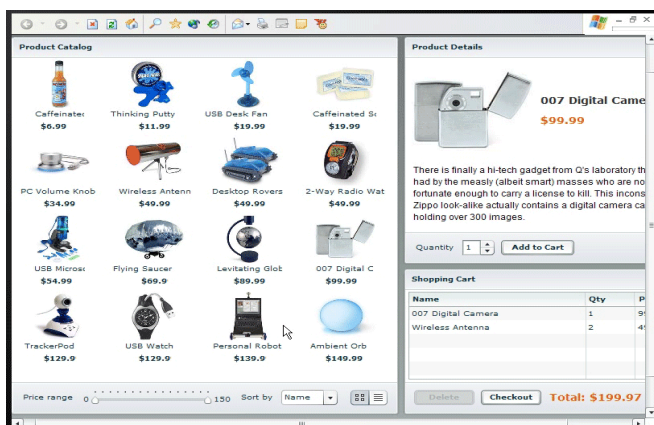 Product Catalog
Caffeinated
$6.99
Thinking Putty
$11.99
USB Desk Fan
$19.99
Caffeinated So
$19.99
PC Volume Knob
$34.99
Wireless Antenn
$49.99
Desktop Rovers
$49.99
2-Way Radio Wat
$49.99
USB Microsc
$54.99
Flying Saucer
$69.9
Levitating Glob
$89.99
007 Digital C
$99.99
TrackerPod
$129.9
USB Watch
$129.9
Personal Robot
$139.9
Ambient Orb
$149.99
Price range 0 150 Sort by Name
Product Details
007 Digital Came
$99.99
There is finally a hi-tech gadget from Q's laboratory th
had by the measly (albeit smart) masses who are no
fortunate enough to carry a license to kill. This incons
Zippo look-alike actually contains a digital camera ca
holding over 300 images.
Quantity 1 Add to Cart
Shopping Cart
Name Qty P
007 Digital Camera 1 99
Wireless Antenna 2 49
Delete Checkout Total: $199.97